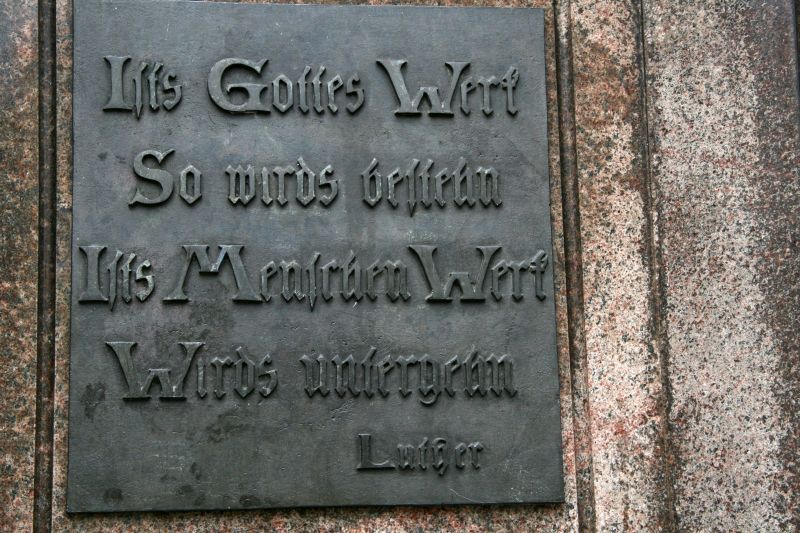 Ists Gottes Werk
So wirds bestehn
Ists Menschen Werk
Wirds untergehn
Luther